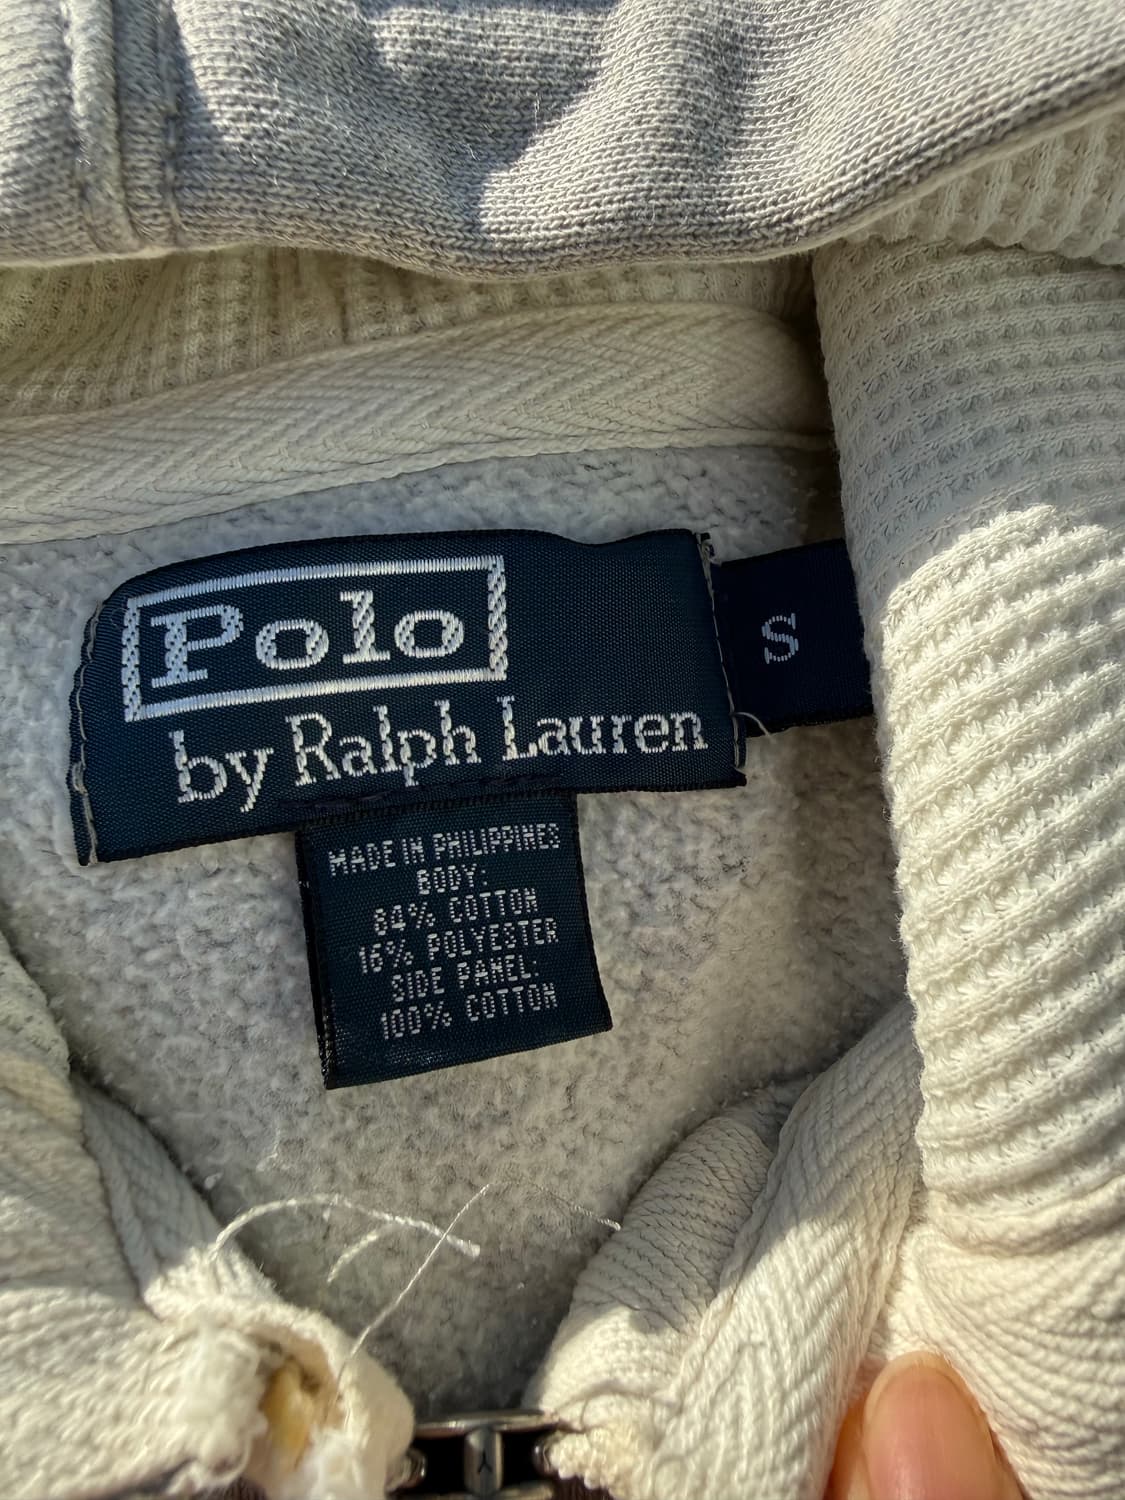 Polo
by Ralph Lauren
S
MADE IN PHILIPPINES
BODY:
84% COTTON
16% POLYESTER
SIDE PANEL:
100% COTTON
Y